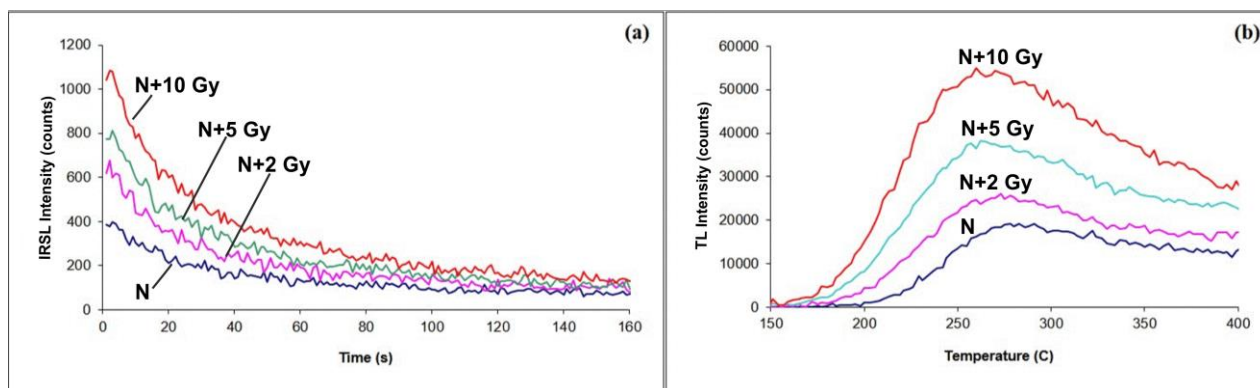 (a)
IRSL Intensity (counts)
1200
1000
800
600
400
200
0
N+10 Gy
N+5 Gy
N+2 Gy
N
0 20 40 60 80 100 120 140 160
Time (s)
(b)
TL Intensity (counts)
60000
50000
40000
30000
20000
10000
0
N+10 Gy
N+5 Gy
N+2 Gy
N
150 200 250 300 350 400
Temperature (C)